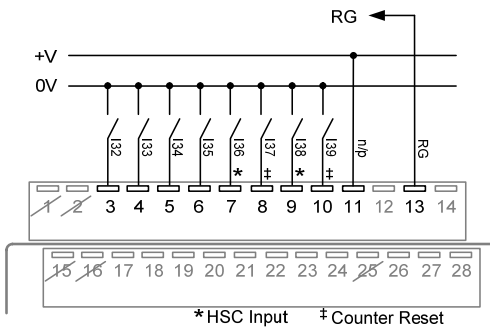 RG
+V
0V
I32 I33 I34 I35 I36 I37 I38 I39 n/p RG
* ‡ * ‡
1 2 3 4 5 6 7 8 9 10 11 12 13 14
15 16 17 18 19 20 21 22 23 24 25 26 27 28
* HSC Input ‡ Counter Reset